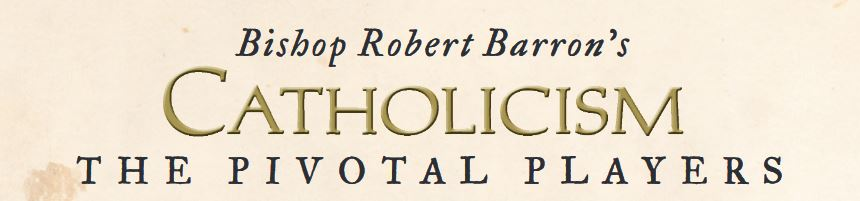 Bishop Robert Barron's
CATHOLICISM
THE PIVOTAL PLAYERS